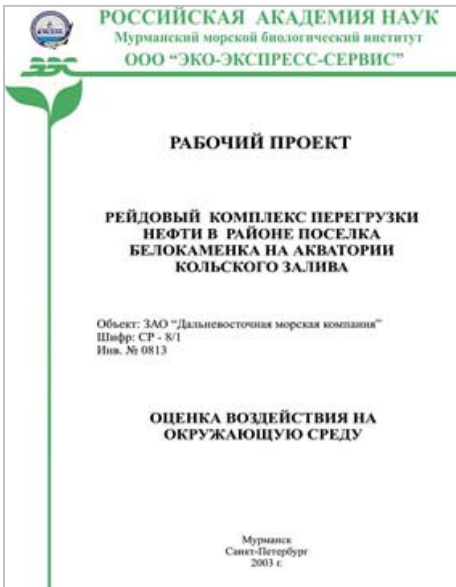 РОССИЙСКАЯ АКАДЕМИЯ НАУК
Мурманский морской биологический институт
ООО “ЭКО-ЭКСПРЕСС-СЕРВИС”
ЭЭС
РАБОЧИЙ ПРОЕКТ
РЕЙДОВЫЙ КОМПЛЕКС ПЕРЕГРУЗКИ
НЕФТИ В РАЙОНЕ ПОСЕЛКА
БЕЛОКАМЕНКА НА АКВАТОРИИ
КОЛЬСКОГО ЗАЛИВА
Объект: ЗАО “Дальневосточная морская компания”
Шифр: СР - 8/1
Инв. № 0813
ОЦЕНКА ВОЗДЕЙСТВИЯ НА
ОКРУЖАЮЩУЮ СРЕДУ
Мурманск
Санкт-Петербург
2003 г.